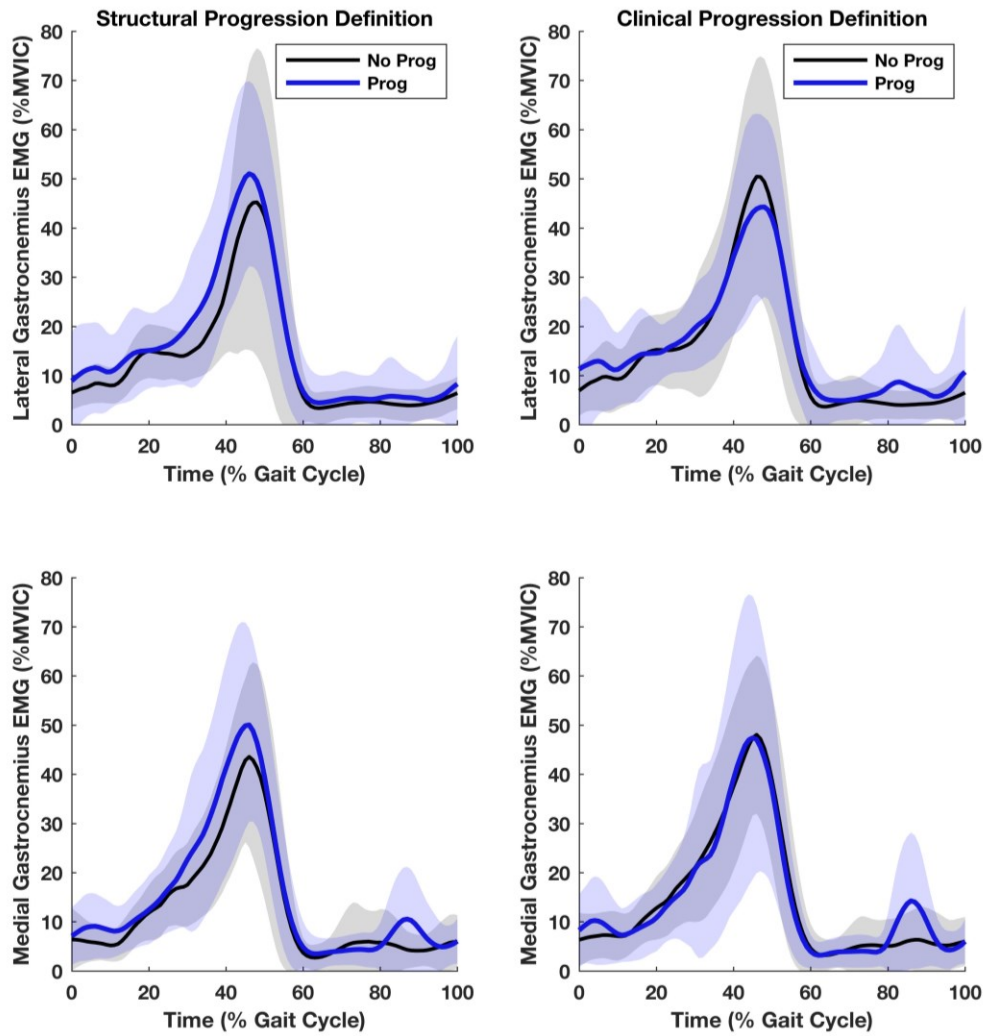 Structural Progression Definition
Clinical Progression Definition
80
70
60
50
40
30
20
10
0
Lateral Gastrocnemius EMG (%MVIC)
No Prog
Prog
0 20 40 60 80 100
Time (% Gait Cycle)
80
70
60
50
40
30
20
10
0
Lateral Gastrocnemius EMG (%MVIC)
No Prog
Prog
0 20 40 60 80 100
Time (% Gait Cycle)
80
70
60
50
40
30
20
10
0
Medial Gastrocnemius EMG (%MVIC)
0 20 40 60 80 100
Time (% Gait Cycle)
80
70
60
50
40
30
20
10
0
Medial Gastrocnemius EMG (%MVIC)
0 20 40 60 80 100
Time (% Gait Cycle)